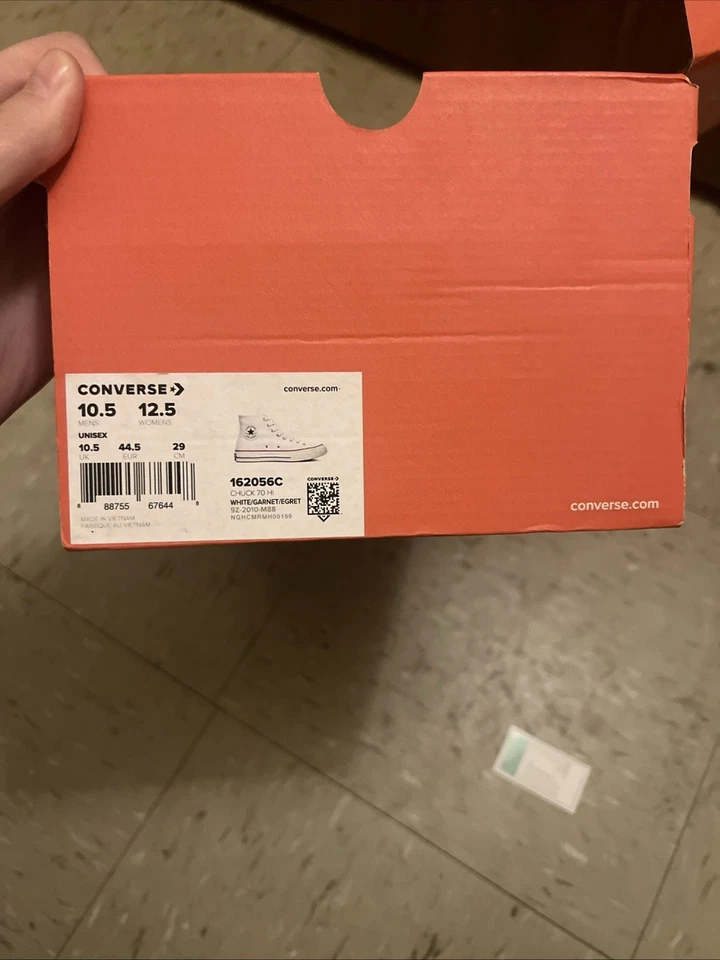 CONVERSE
converse.com
10.5 12.5
MENS WOMENS
UNISEX
10.5 44.5 29
UK EUR CM
8 88755 67644 8
MADE IN VIETNAM
FABRIQUÉ AU VIETNAM
162056C
CHUCK 70 HI
WHITE/GARNET/EGRET
92-2010-M88
NGHCMRMH00199
CONVERSE
converse.com